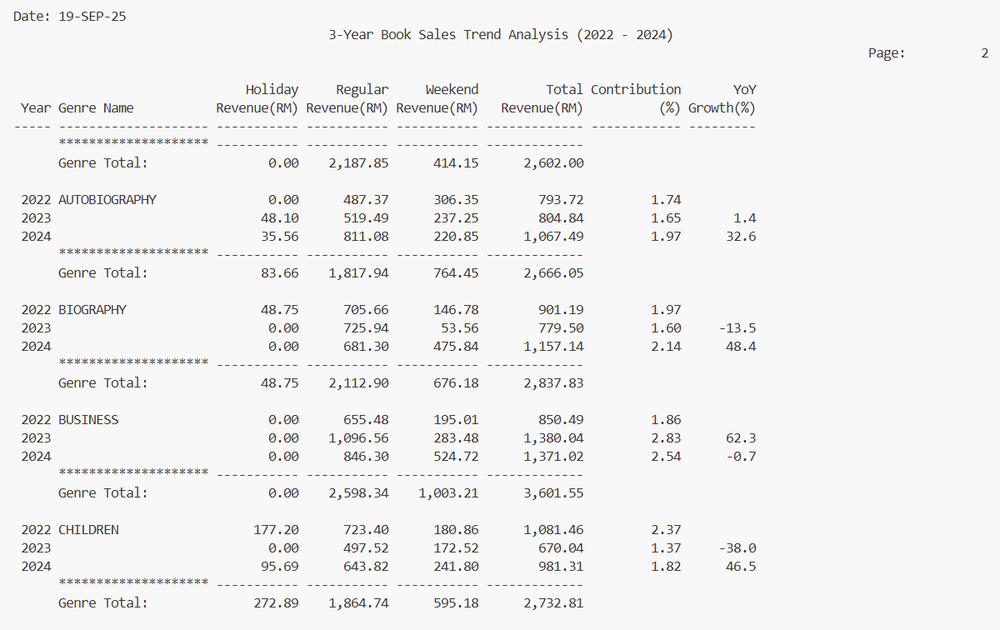 Date: 19-SEP-25
3-Year Book Sales Trend Analysis (2022 - 2024)
Page:          2
                              Holiday     Regular     Weekend         Total Contribution       YoY
 Year Genre Name           Revenue(RM) Revenue(RM) Revenue(RM)   Revenue(RM)          (%) Growth(%)
----- -------------------- ----------- ----------- ----------- ------------- ------------ ---------
      ******************** ----------- ----------- ----------- -------------
      Genre Total:                0.00    2,187.85      414.15      2,602.00
 2022 AUTOBIOGRAPHY               0.00      487.37      306.35        793.72         1.74
 2023                            48.10      519.49      237.25        804.84         1.65       1.4
 2024                            35.56      811.08      220.85      1,067.49         1.97      32.6
      ******************** ----------- ----------- ----------- -------------
      Genre Total:               83.66    1,817.94      764.45      2,666.05
 2022 BIOGRAPHY                  48.75      705.66      146.78        901.19         1.97
 2023                             0.00      725.94       53.56        779.50         1.60     -13.5
 2024                             0.00      681.30      475.84      1,157.14         2.14      48.4
      ******************** ----------- ----------- ----------- -------------
      Genre Total:               48.75    2,112.90      676.18      2,837.83
 2022 BUSINESS                    0.00      655.48      195.01        850.49         1.86
 2023                             0.00    1,096.56      283.48      1,380.04         2.83      62.3
 2024                             0.00      846.30      524.72      1,371.02         2.54      -0.7
      ******************** ----------- ----------- ----------- -------------
      Genre Total:                0.00    2,598.34    1,003.21      3,601.55
 2022 CHILDREN                  177.20      723.40      180.86      1,081.46         2.37
 2023                             0.00      497.52      172.52        670.04         1.37     -38.0
 2024                            95.69      643.82      241.80        981.31         1.82      46.5
      ******************** ----------- ----------- ----------- -------------
      Genre Total:              272.89    1,864.74      595.18      2,732.81